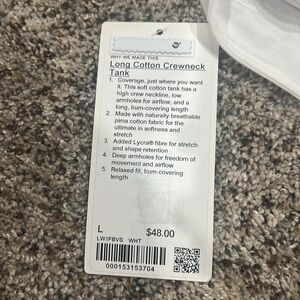 WHY WE MADE THIS
Long Cotton Crewneck
Tank
1. Coverage, just where you want
it. This soft cotton tank has a
high crew neckline, low
armholes for airflow, and a
long, bum-covering length
2. Made with naturally breathable
pima cotton fabric for the
ultimate in softness and
stretch
3. Added Lycra® fibre for stretch
and shape retention
4. Deep armholes for freedom of
movement and airflow
5. Relaxed fit, bum-covering
length
L $48.00
LW1FBVS WHT
000153153704